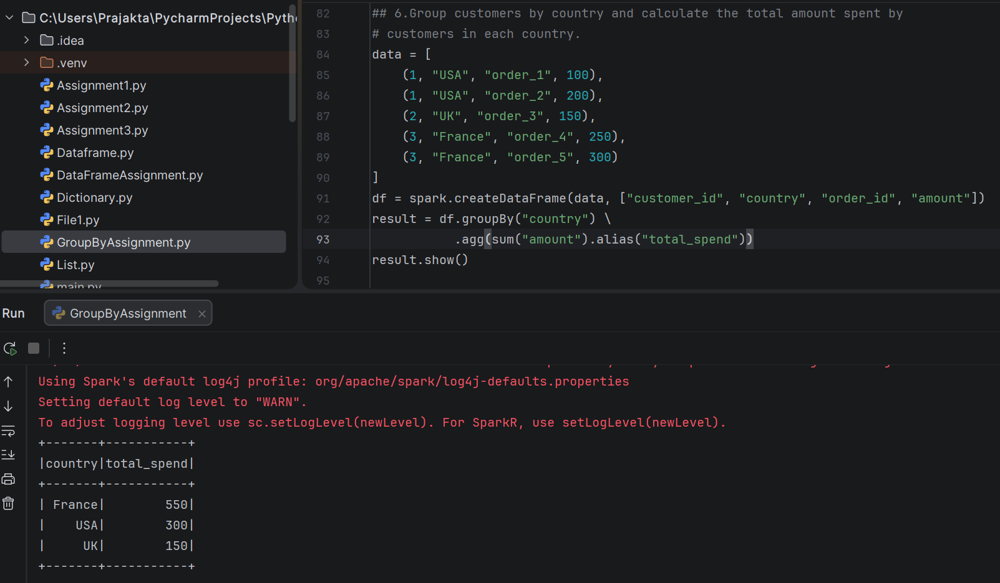 C:\Users\Prajakta\PycharmProjects\Pytho
.idea
.venv
Assignment1.py
Assignment2.py
Assignment3.py
Dataframe.py
DataFrameAssignment.py
Dictionary.py
File1.py
GroupByAssignment.py
List.py
main.py
82 ## 6.Group customers by country and calculate the total amount spent by
83 # customers in each country.
84 data = [
85 (1, "USA", "order_1", 100),
86 (1, "USA", "order_2", 200),
87 (2, "UK", "order_3", 150),
88 (3, "France", "order_4", 250),
89 (3, "France", "order_5", 300)
90 ]
91 df = spark.createDataFrame(data, ["customer_id", "country", "order_id", "amount"])
92 result = df.groupBy("country") \
93 .agg(sum("amount").alias("total_spend"))
94 result.show()
95
Run GroupByAssignment
Using Spark's default log4j profile: org/apache/spark/log4j-defaults.properties
Setting default log level to "WARN".
To adjust logging level use sc.setLogLevel(newLevel). For SparkR, use setLogLevel(newLevel).
+-------+-----------+
|country|total_spend|
+-------+-----------+
| France|        550|
|    USA|        300|
|     UK|        150|
+-------+-----------+